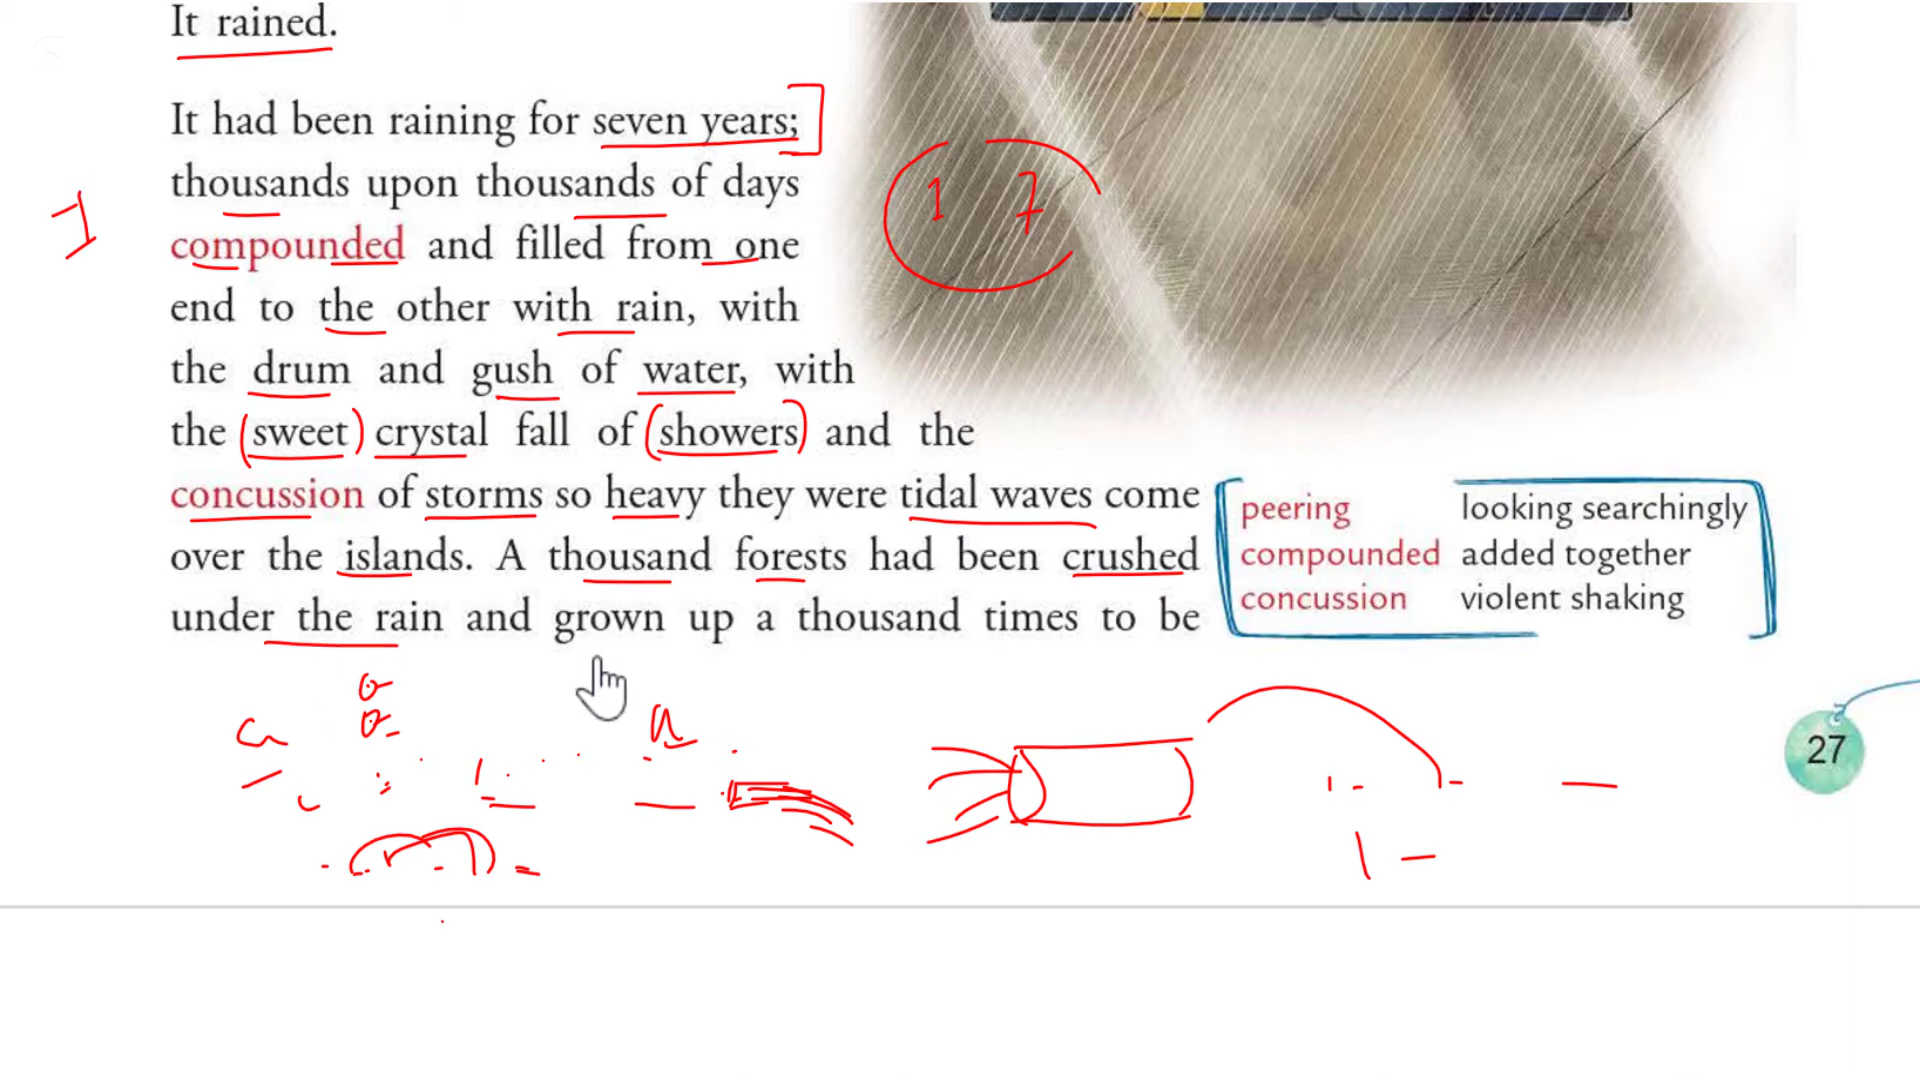 It rained.
It had been raining for seven years;
thousands upon thousands of days
compounded and filled from one
end to the other with rain, with
the drum and gush of water, with
the sweet crystal fall of showers and the
concussion of storms so heavy they were tidal waves come
over the islands. A thousand forests had been crushed
under the rain and grown up a thousand times to be
1 7
peering looking searchingly
compounded added together
concussion violent shaking
27